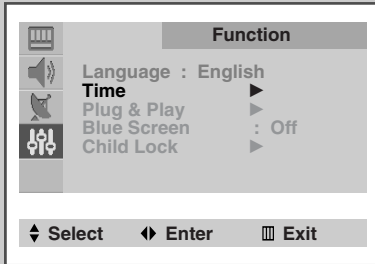 Function
Language : English
Time ►
Plug & Play ►
Blue Screen : Off
Child Lock ►
Select Enter Exit